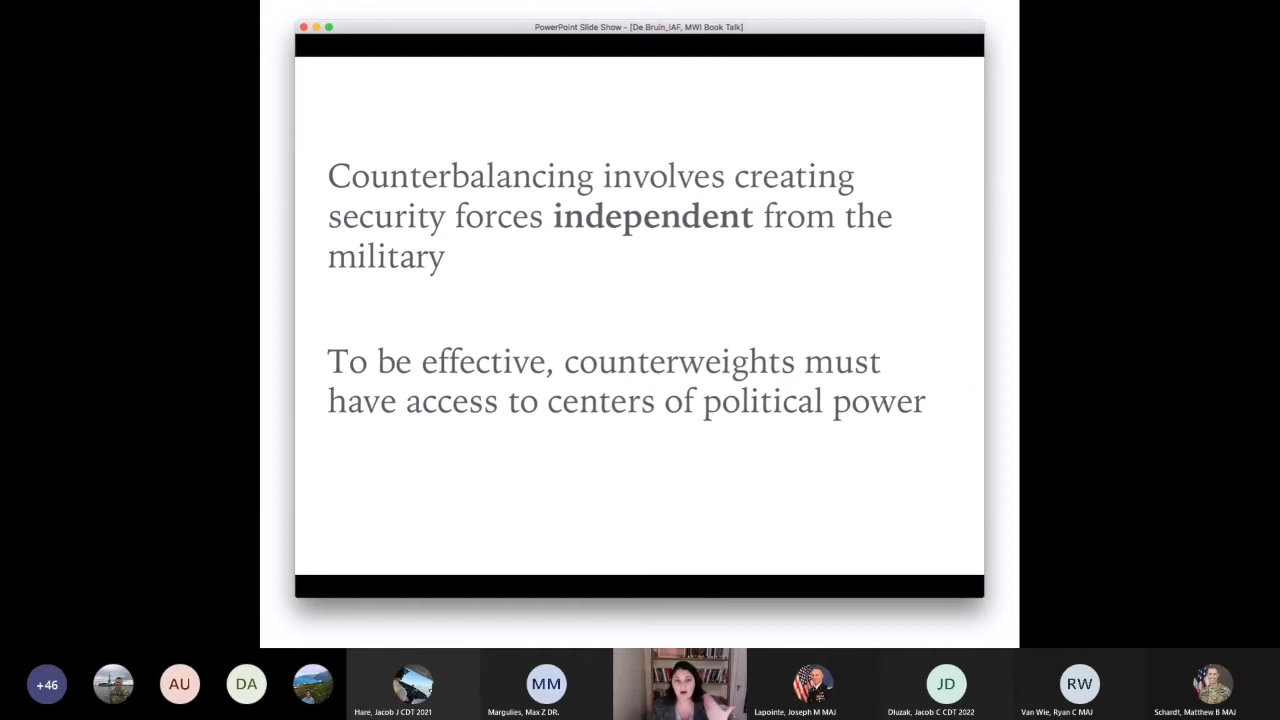 PowerPoint Slide Show - [De Bruin_IAF, MWI Book Talk]
Counterbalancing involves creating
security forces independent from the
military
To be effective, counterweights must
have access to centers of political power
+46
AU
DA
Hare, Jacob J CDT 2021
MM
Margulies, Max Z DR.
Lapointe, Joseph M MAJ
JD
Dluzak, Jacob C CDT 2022
RW
Van Wie, Ryan C MAJ
Schardt, Matthew B MAJ